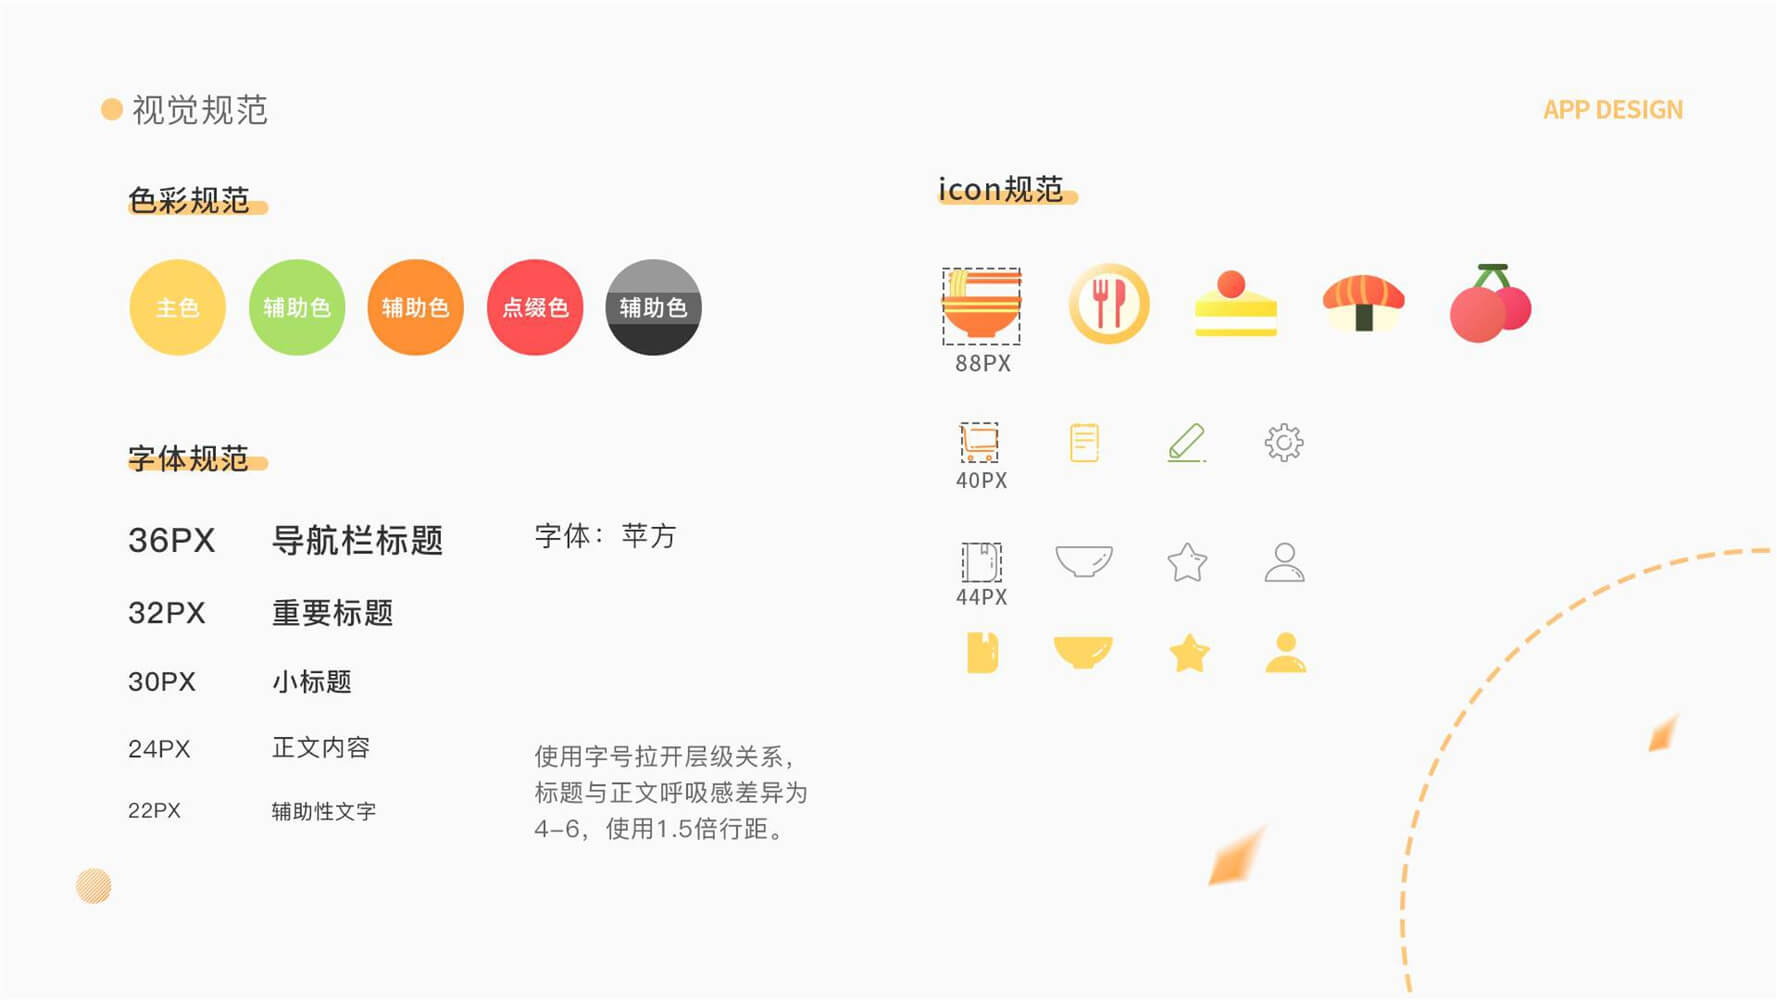 视觉规范
APP DESIGN
色彩规范
主色
辅助色
辅助色
点缀色
辅助色
字体规范
36PX 导航栏标题
字体：苹方
32PX 重要标题
30PX 小标题
24PX 正文内容
22PX 辅助性文字
使用字号拉开层级关系，
标题与正文呼吸感差异为
4-6，使用1.5倍行距。
icon规范
88PX
40PX
44PX